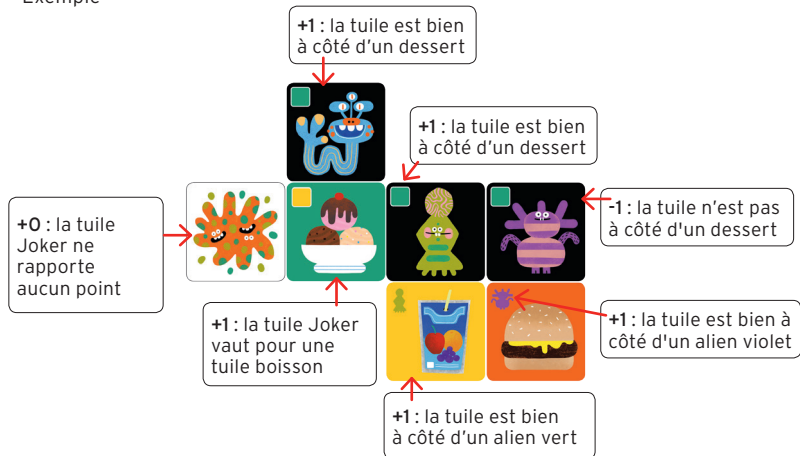 Exemple
+1 : la tuile est bien
à côté d’un dessert
+1 : la tuile est bien
à côté d’un dessert
+0 : la tuile
Joker ne
rapporte
aucun point
-1 : la tuile n’est pas
à côté d'un dessert
+1 : la tuile Joker
vaut pour une
tuile boisson
+1 : la tuile est bien à
côté d'un alien violet
+1 : la tuile est bien
à côté d’un alien vert